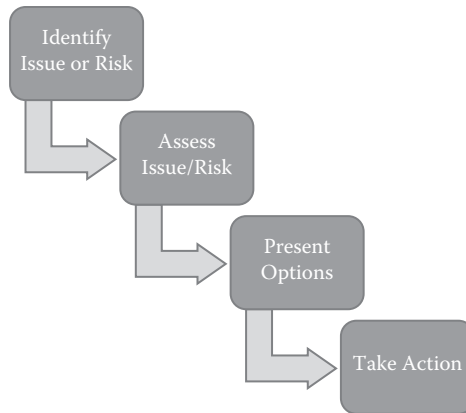 Identify
Issue or Risk
Assess
Issue/Risk
Present
Options
Take Action